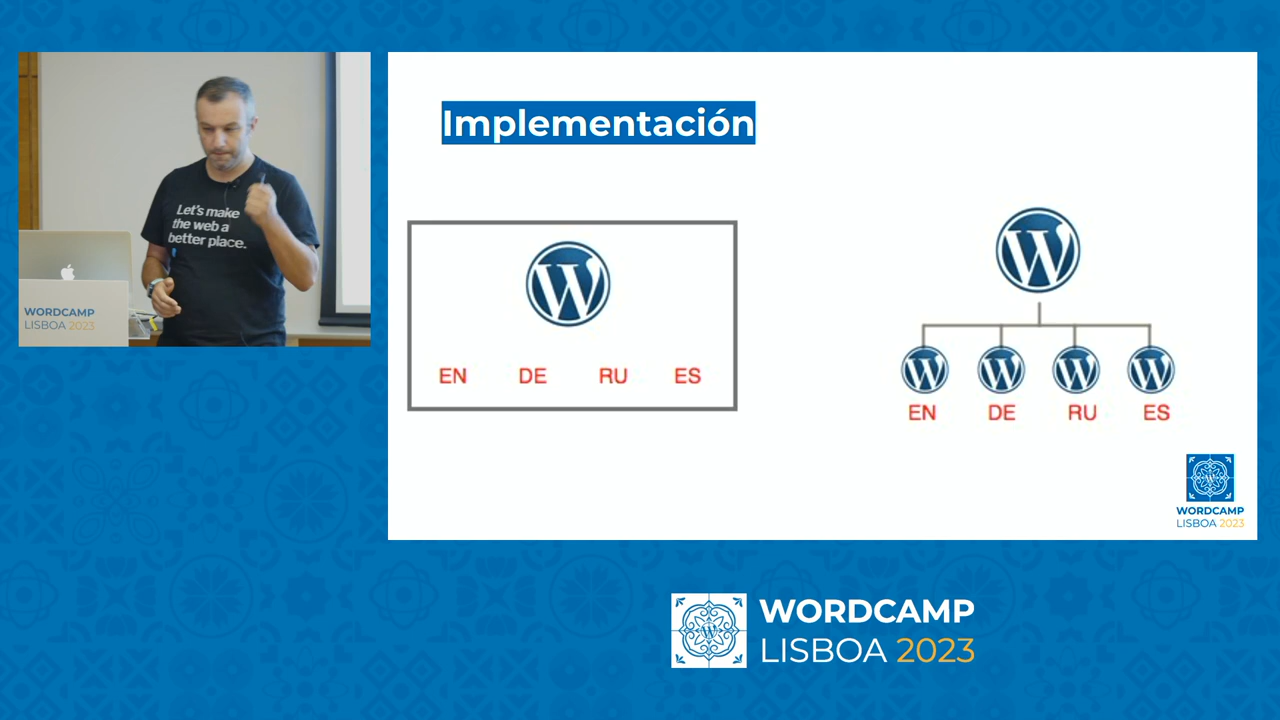 Let's make
the web a
better place.
WORDCAMP
LISBOA 2023
Implementación
EN DE RU ES
EN DE RU ES
WORDCAMP
LISBOA 2023
WORDCAMP
LISBOA 2023